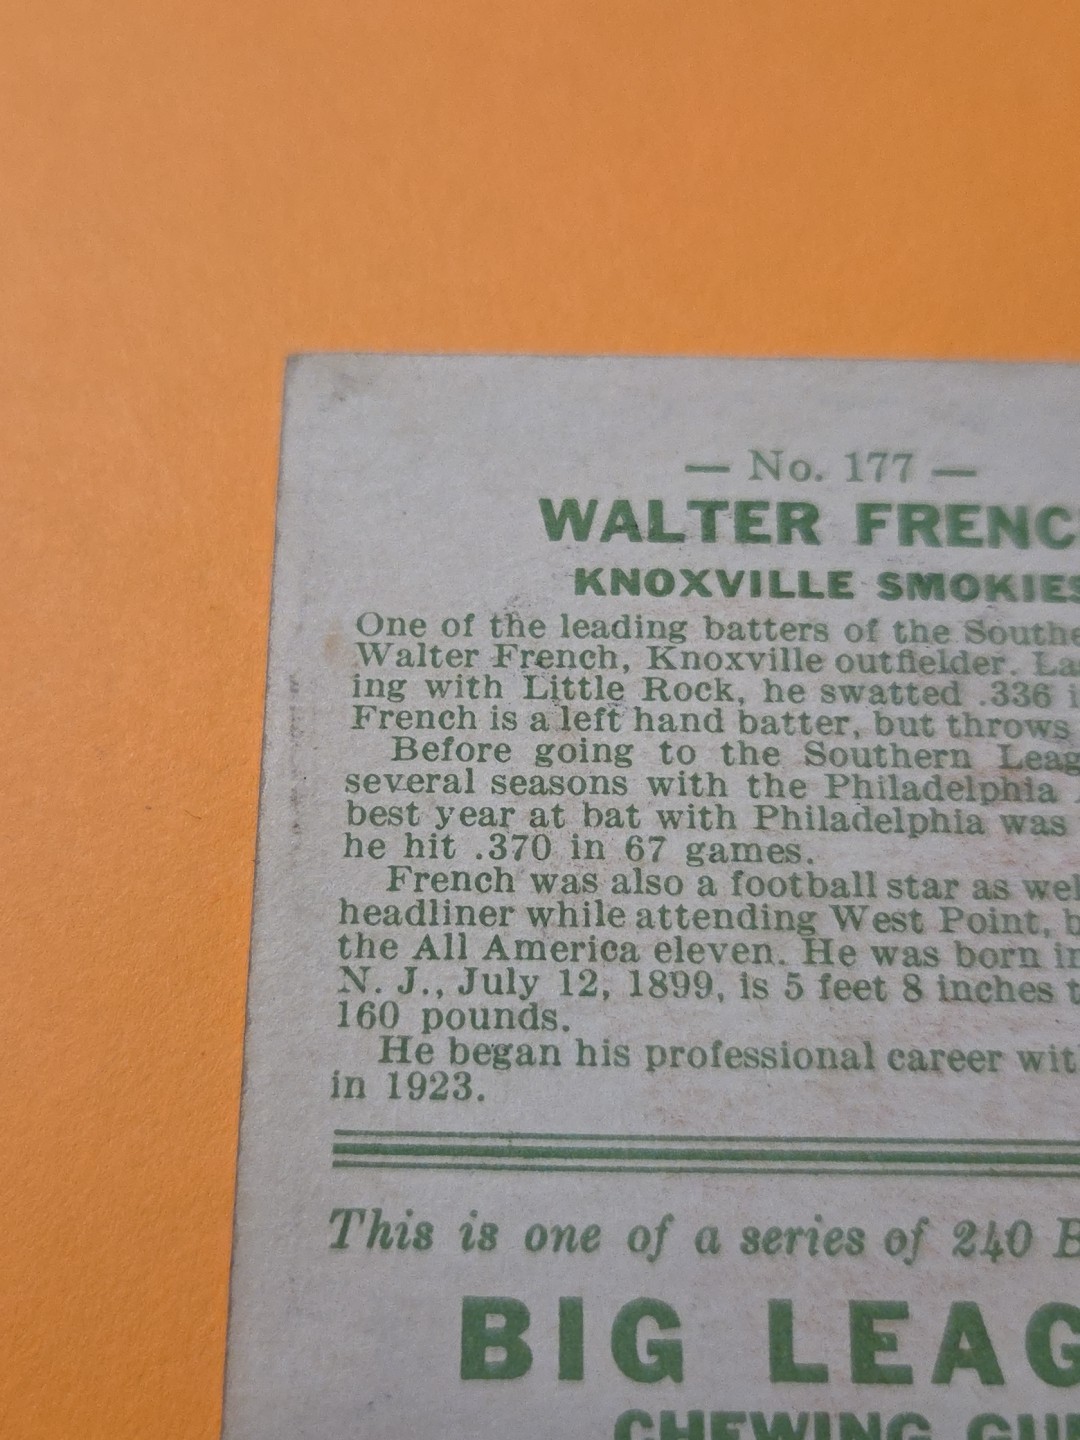 — No. 177 —
WALTER FRENC
KNOXVILLE SMOKIES
One of the leading batters of the Southe
Walter French, Knoxville outfielder. La
ing with Little Rock, he swatted .336 i
French is a left hand batter, but throws
Before going to the Southern Leag
several seasons with the Philadelphia
best year at bat with Philadelphia was
he hit .370 in 67 games.
French was also a football star as wel
headliner while attending West Point, b
the All America eleven. He was born in
N. J., July 12, 1899, is 5 feet 8 inches t
160 pounds.
He began his professional career wit
in 1923.
This is one of a series of 240 B
BIG LEAG
CHEWING GU